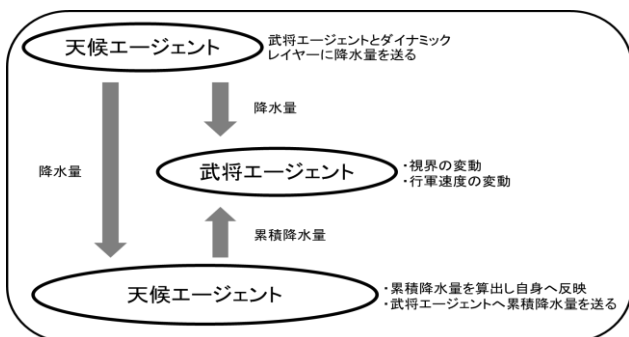 天候エージェント
武将エージェントとダイナミック
レイヤーに降水量を送る
降水量
降水量
武将エージェント
・視界の変動
・行軍速度の変動
累積降水量
天候エージェント
・累積降水量を算出し自身へ反映
・武将エージェントへ累積降水量を送る